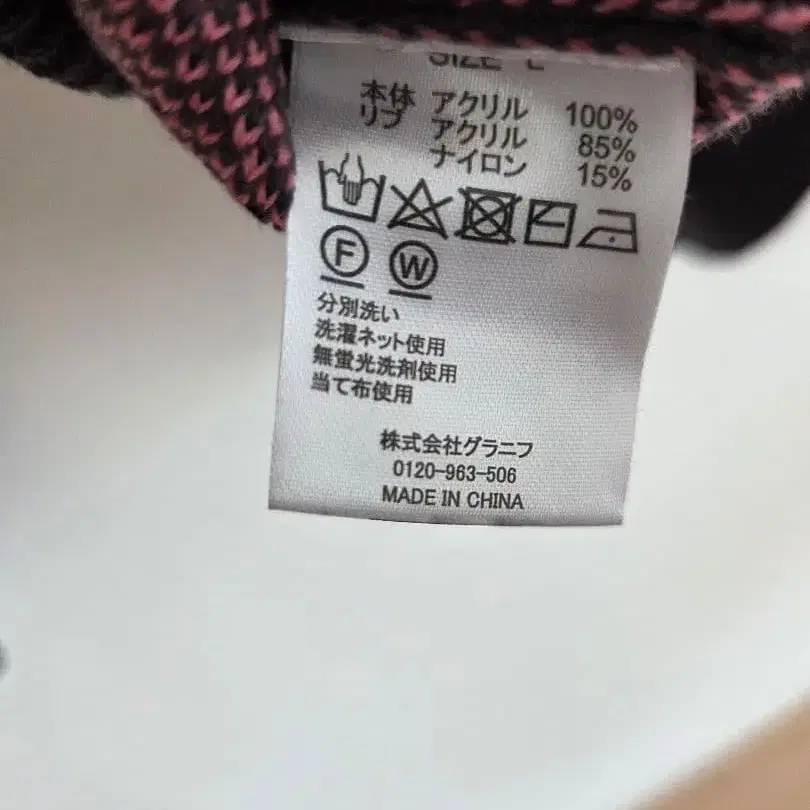 SIZE L
本体 アクリル 100%
リブ アクリル 85%
ナイロン 15%
F W
分別洗い
洗濯ネット使用
無蛍光洗剤使用
当て布使用
株式会社グラニフ
0120-963-506
MADE IN CHINA